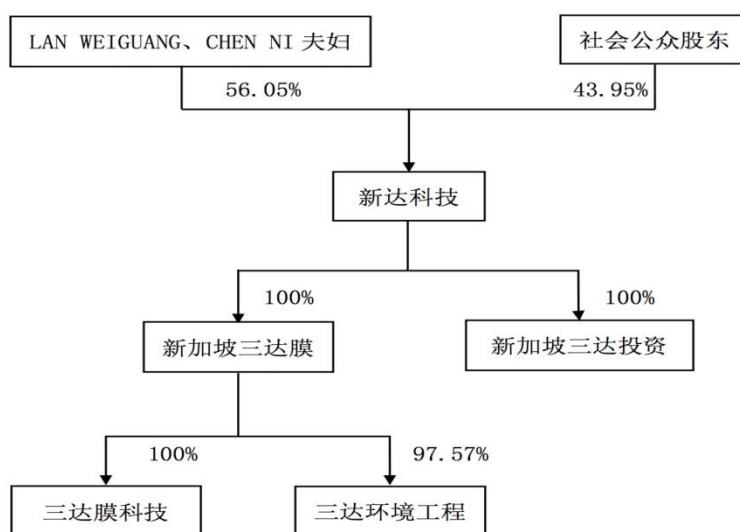 LAN WEIGUANG、CHEN NI 夫妇
社会公众股东
56.05%
43.95%
新达科技
100%
100%
新加坡三达膜
新加坡三达投资
100%
97.57%
三达膜科技
三达环境工程